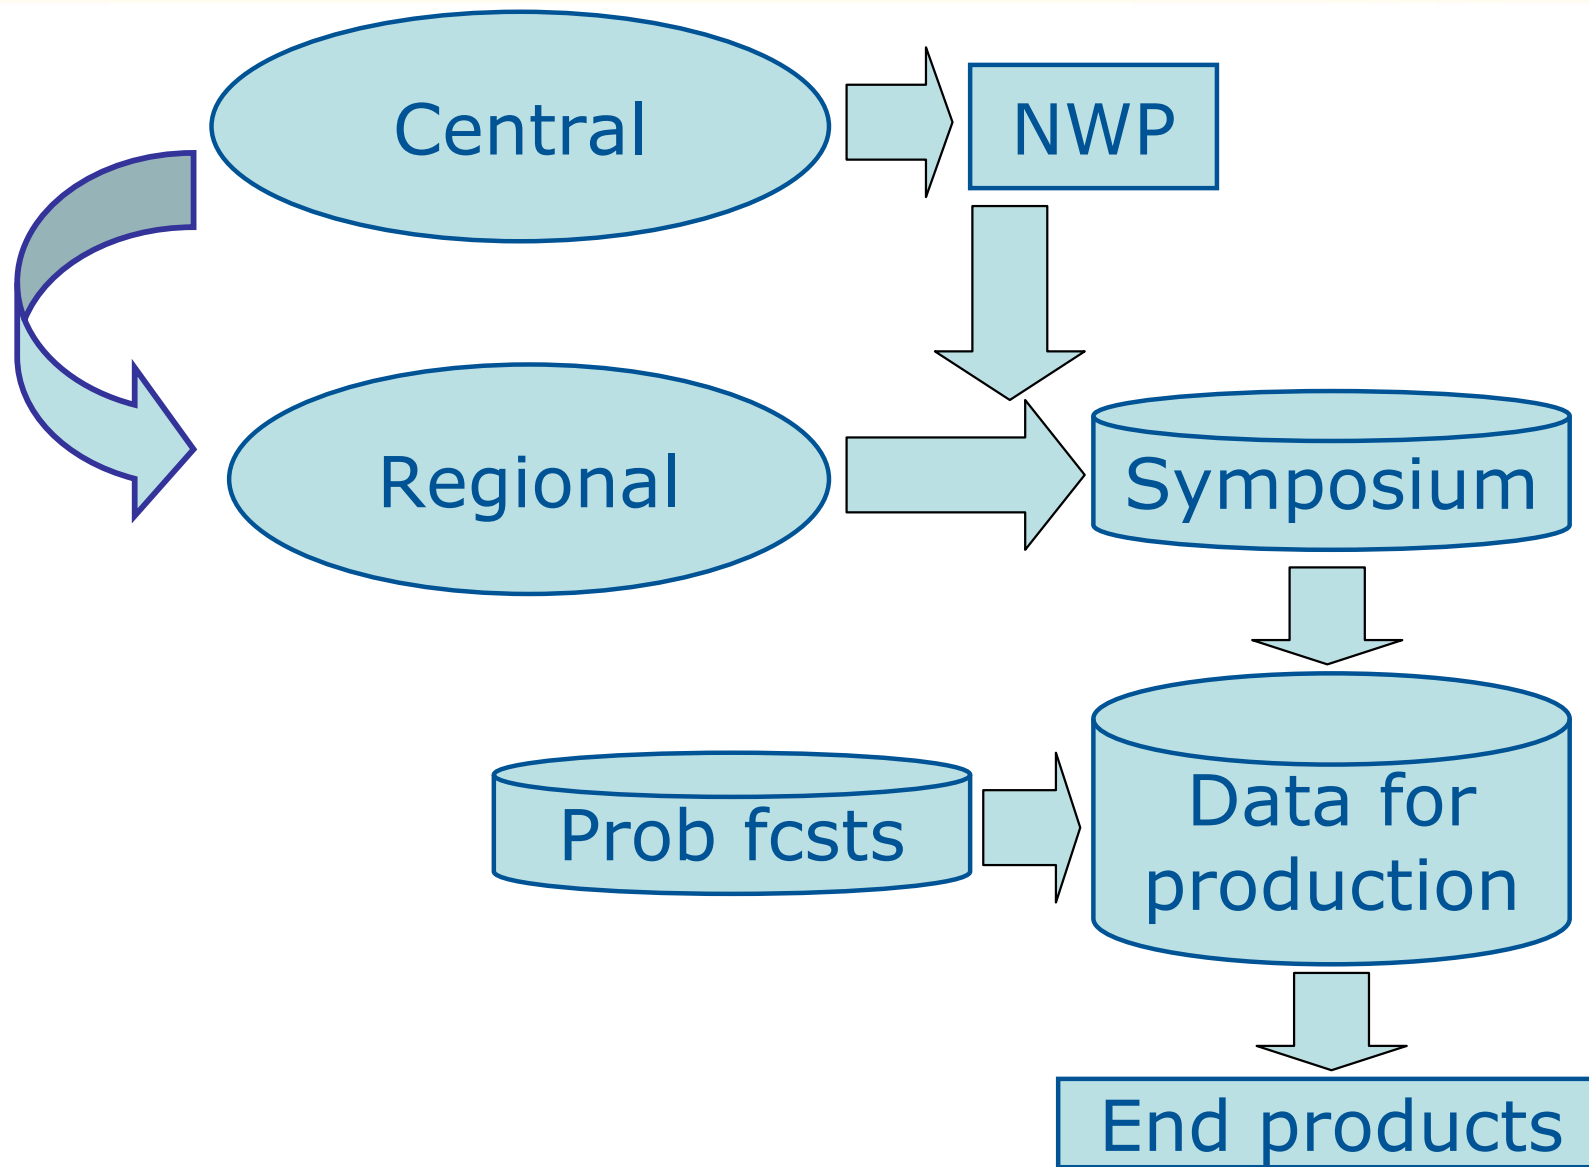 Central
NWP
Regional
Symposium
Prob fcsts
Data for
production
End products